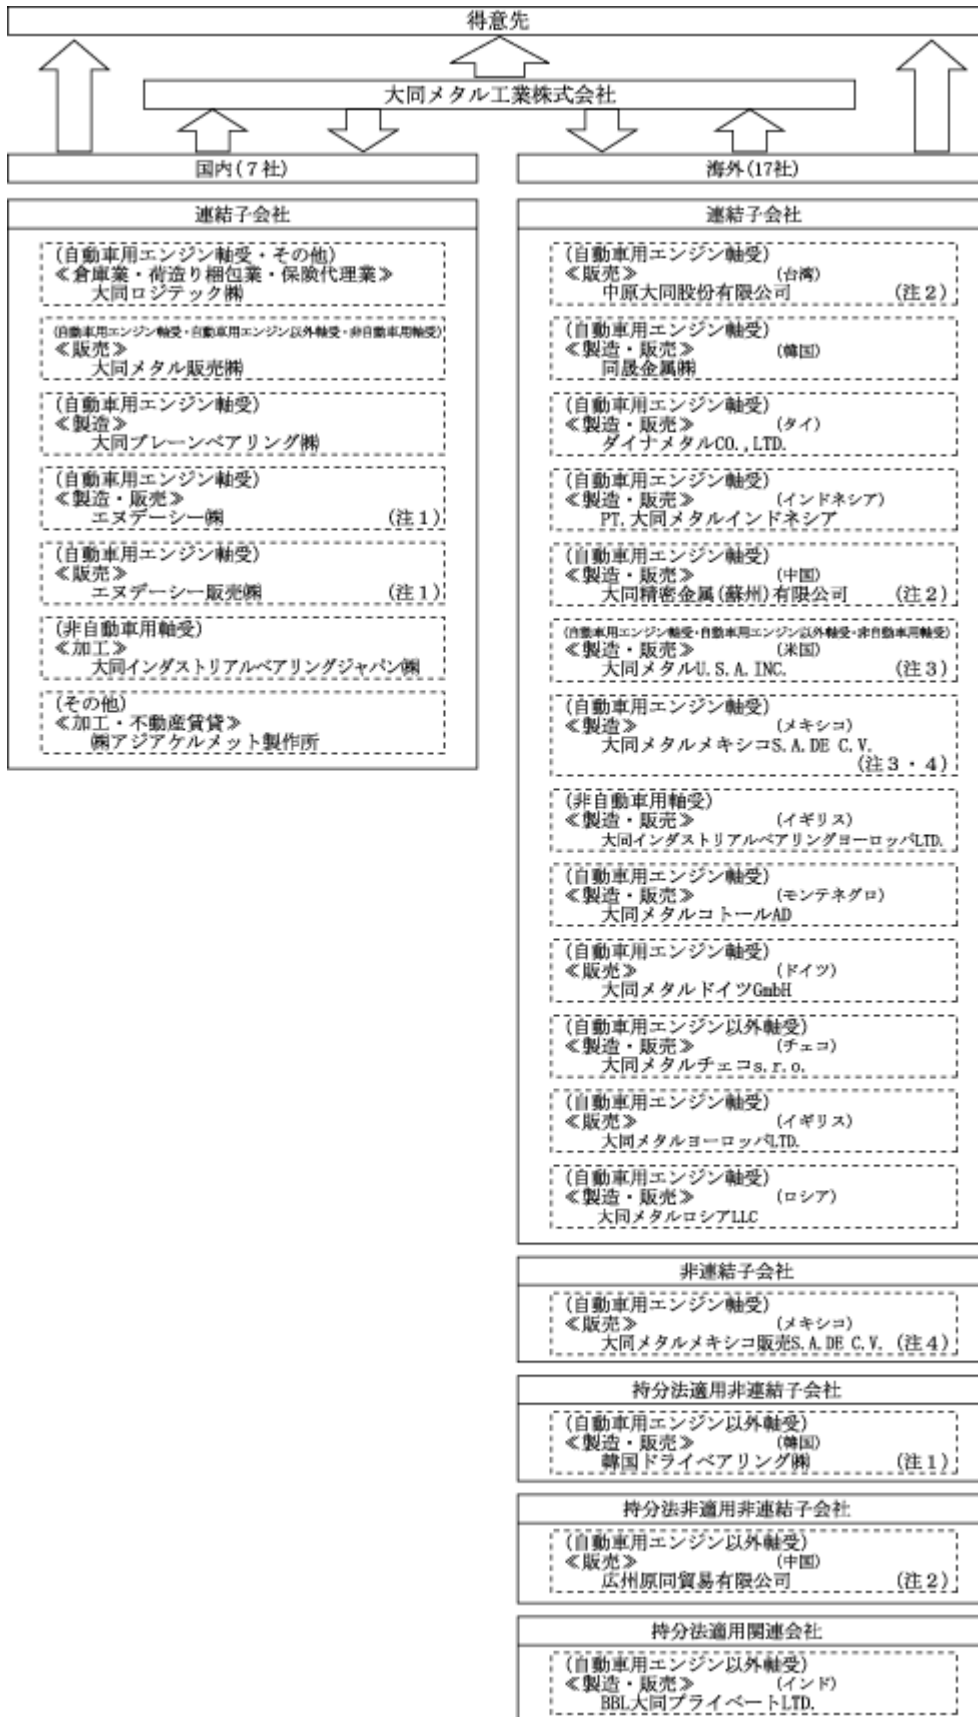 得意先
大同メタル工業株式会社
国内(7社)
連結子会社
(自動車用エンジン軸受・その他)
≪倉庫業・荷造り梱包業・保険代理業≫
大同ロジテック㈱
(自動車用エンジン軸受・自動車用エンジン以外軸受・非自動車用軸受)
≪販売≫
大同メタル販売㈱
(自動車用エンジン軸受)
≪製造≫
大同プレーンベアリング㈱
(自動車用エンジン軸受)
≪製造・販売≫
エヌデーシー㈱ (注1)
(自動車用エンジン軸受)
≪販売≫
エヌデーシー販売㈱ (注1)
(非自動車用軸受)
≪加工≫
大同インダストリアルベアリングジャパン㈱
(その他)
≪加工・不動産賃貸≫
㈱アジアケルメット製作所
海外(17社)
連結子会社
(自動車用エンジン軸受)
≪販売≫ (台湾)
中原大同股份有限公司 (注2)
(自動車用エンジン軸受)
≪製造・販売≫ (韓国)
同晟金属㈱
(自動車用エンジン軸受)
≪製造・販売≫ (タイ)
ダイナメタルCO.,LTD.
(自動車用エンジン軸受)
≪製造・販売≫ (インドネシア)
PT.大同メタルインドネシア
(自動車用エンジン軸受)
≪製造・販売≫ (中国)
大同精密金属(蘇州)有限公司 (注2)
(自動車用エンジン軸受・自動車用エンジン以外軸受・非自動車用軸受)
≪製造・販売≫ (米国)
大同メタルU.S.A.INC. (注3)
(自動車用エンジン軸受)
≪製造≫ (メキシコ)
大同メタルメキシコS.A.DE C.V.
(注3・4)
(非自動車用軸受)
≪製造・販売≫ (イギリス)
大同インダストリアルベアリングヨーロッパLTD.
(自動車用エンジン軸受)
≪製造・販売≫ (モンテネグロ)
大同メタルコトールAD
(自動車用エンジン軸受)
≪販売≫ (ドイツ)
大同メタルドイツGmbH
(自動車用エンジン以外軸受)
≪製造・販売≫ (チェコ)
大同メタルチェコs.r.o.
(自動車用エンジン軸受)
≪販売≫ (イギリス)
大同メタルヨーロッパLTD.
(自動車用エンジン軸受)
≪製造・販売≫ (ロシア)
大同メタルロシアLLC
非連結子会社
(自動車用エンジン軸受)
≪販売≫ (メキシコ)
大同メタルメキシコ販売S.A.DE C.V. (注4)
持分法適用非連結子会社
(自動車用エンジン以外軸受)
≪製造・販売≫ (韓国)
韓国ドライベアリング㈱ (注1)
持分法非適用非連結子会社
(自動車用エンジン以外軸受)
≪販売≫ (中国)
広州原同貿易有限公司 (注2)
持分法適用関連会社
(自動車用エンジン以外軸受)
≪製造・販売≫ (インド)
BBL大同プライベートLTD.